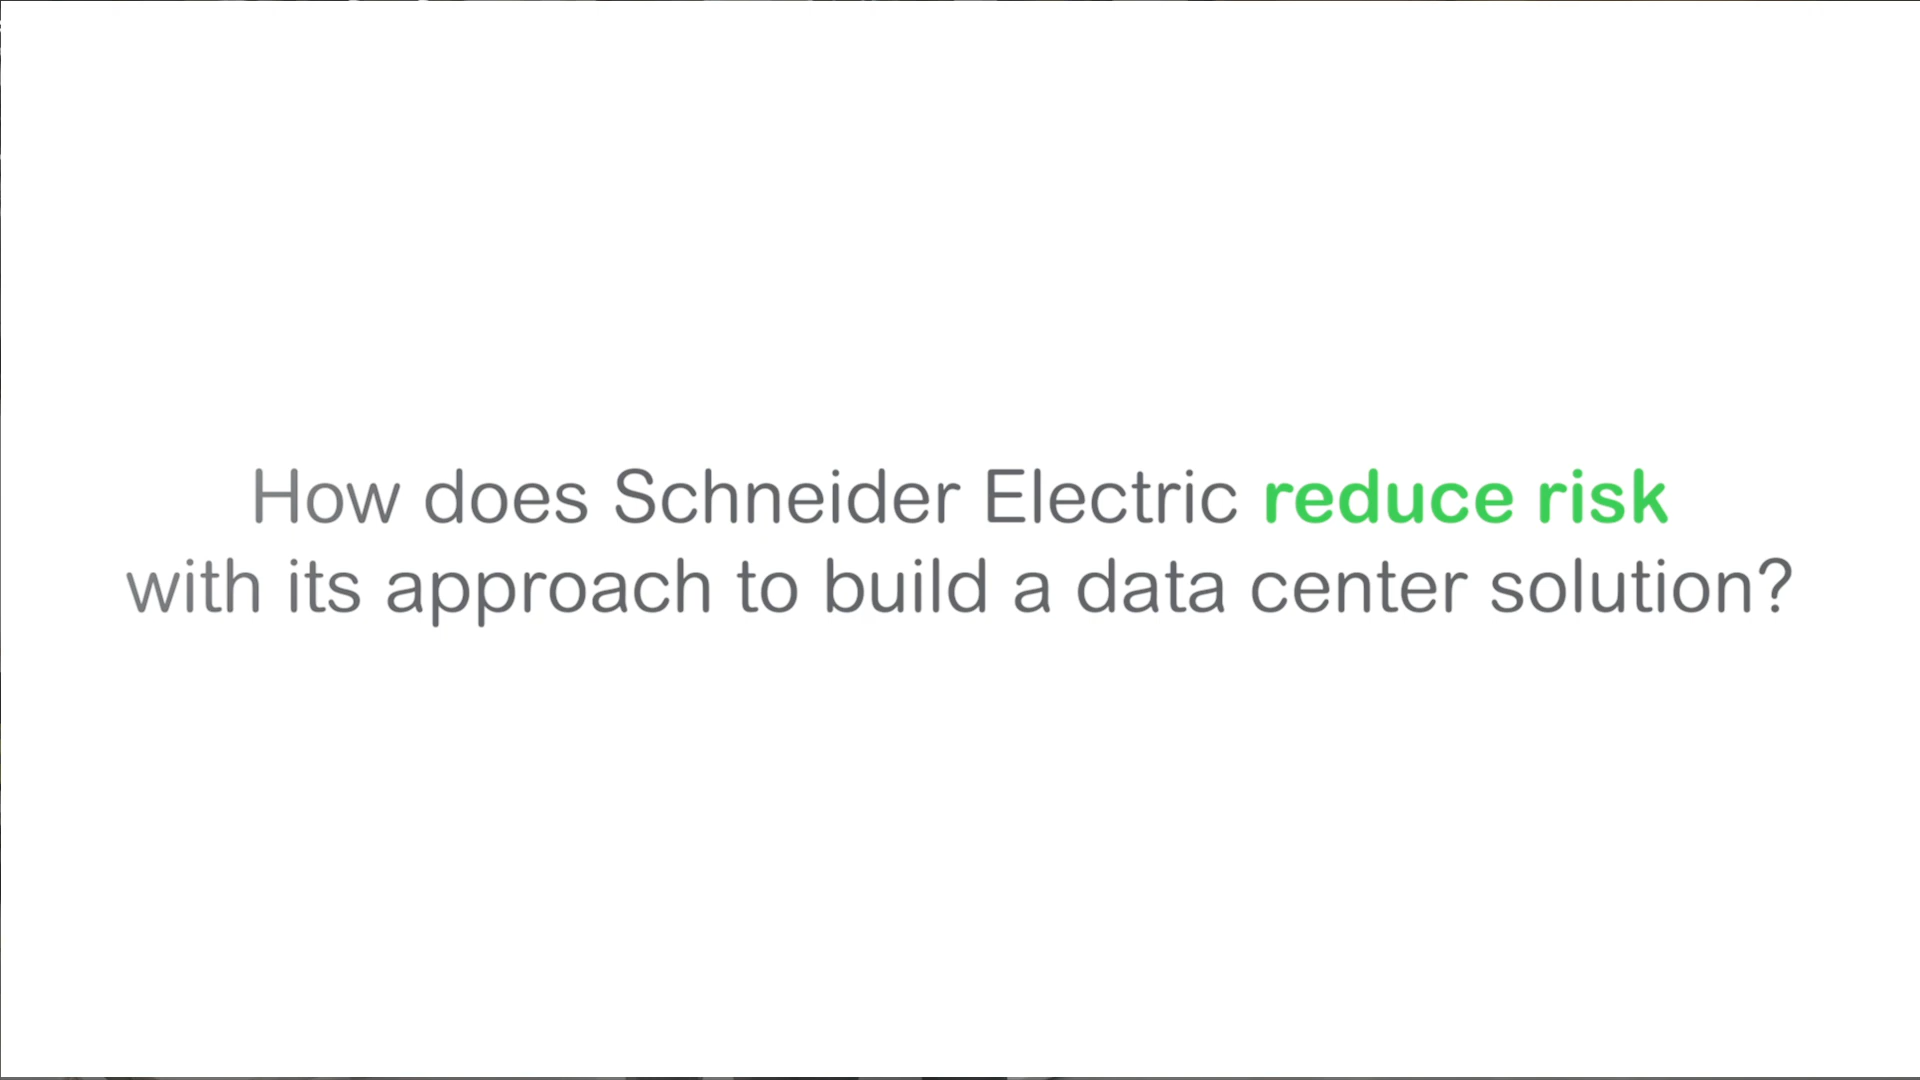 How does Schneider Electric reduce risk
with its approach to build a data center solution?